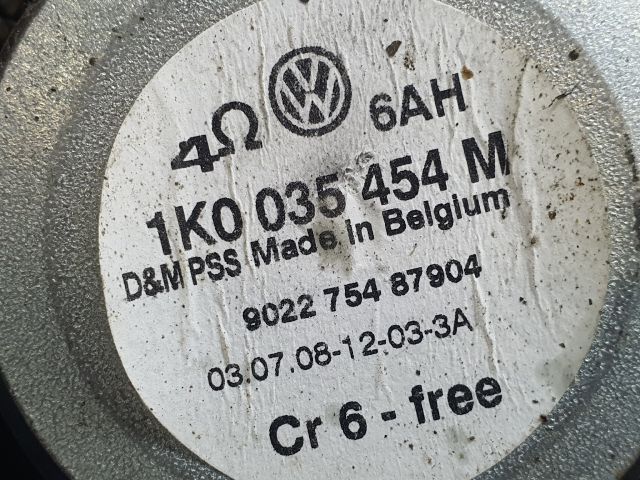 4Ω VW 6AH
1K0 035 454 M
D&M PSS Made in Belgium
9022 754 87904
03.07.08-12-03-3A
Cr 6 - free